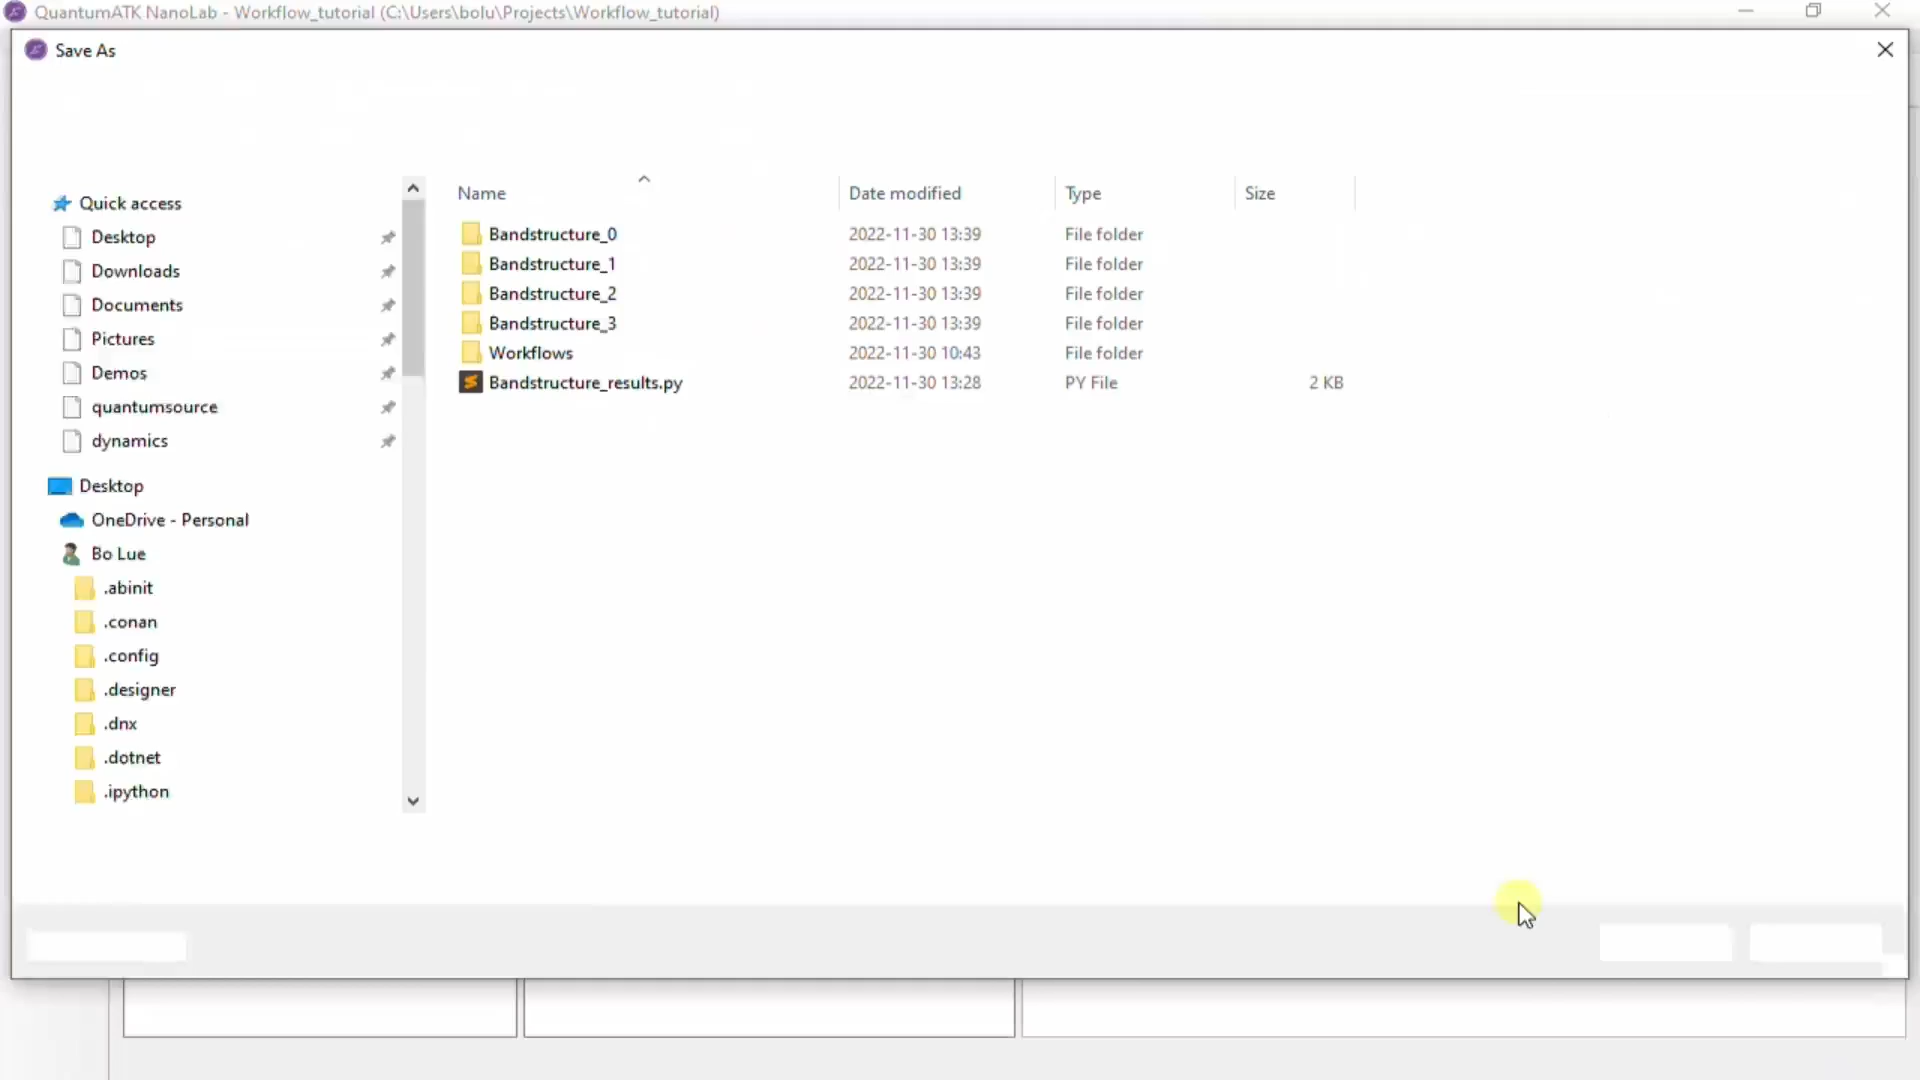 QuantumATK NanoLab - Workflow_tutorial (C:\Users\bolu\Projects\Workflow_tutorial)
Save As
Name Date modified Type Size
Quick access
Desktop
Downloads
Documents
Pictures
Demos
quantumsource
dynamics
Desktop
OneDrive - Personal
Bo Lue
.abinit
.conan
.config
.designer
.dnx
.dotnet
.ipython
Bandstructure_0 2022-11-30 13:39 File folder
Bandstructure_1 2022-11-30 13:39 File folder
Bandstructure_2 2022-11-30 13:39 File folder
Bandstructure_3 2022-11-30 13:39 File folder
Workflows 2022-11-30 10:43 File folder
Bandstructure_results.py 2022-11-30 13:28 PY File 2 KB